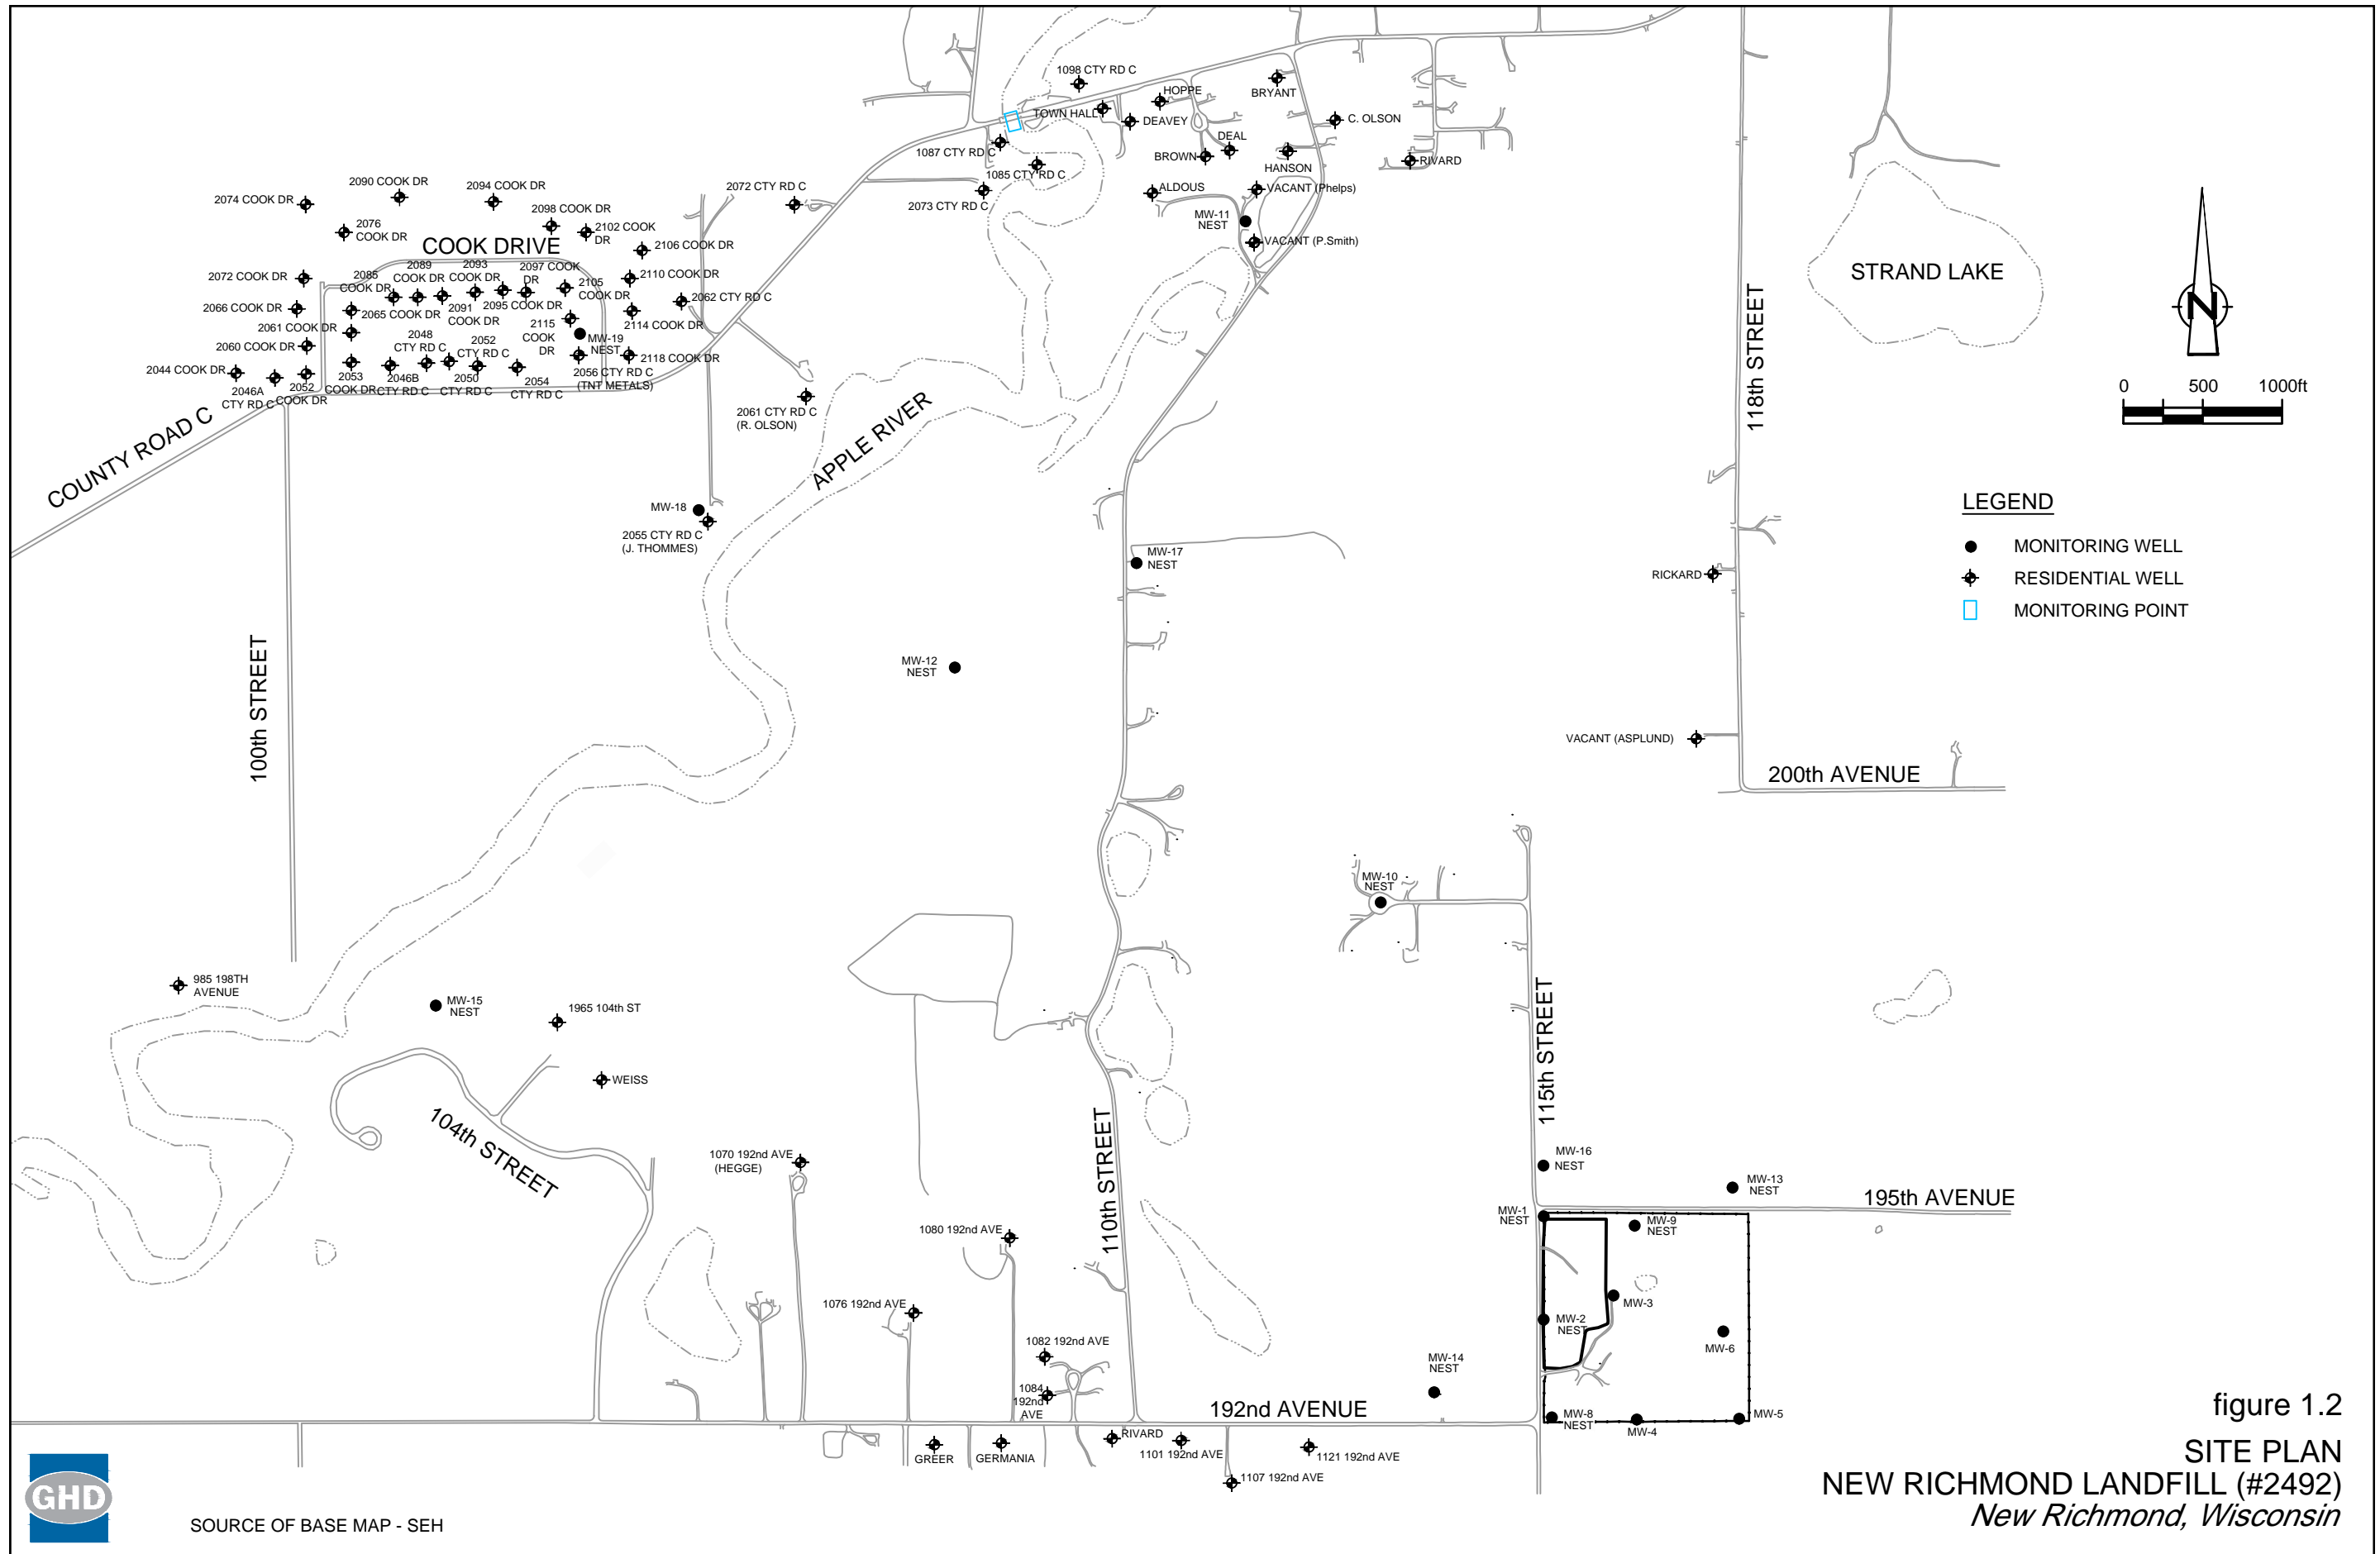 1098 CTY RD C
HOPPE
BRYANT
TOWN HALL
DEAVEY
C. OLSON
DEAL
BROWN
HANSON
RIVARD
1087 CTY RD C
1085 CTY RD C
2073 CTY RD C
2072 CTY RD C
ALDOUS
VACANT (Phelps)
MW-11
NEST
VACANT (P.Smith)
2074 COOK DR
2090 COOK DR
2094 COOK DR
2098 COOK DR
2076
COOK DR
2102 COOK
DR
COOK DRIVE
2106 COOK DR
2072 COOK DR
2085
COOK DR
2089
COOK DR
2093
COOK DR
2097 COOK
DR
2105
COOK DR
2110 COOK DR
2066 COOK DR
2065 COOK DR
2091
COOK DR
2095 COOK DR
2062 CTY RD C
2114 COOK DR
2061 COOK DR
2115
COOK
DR
MW-19
NEST
2060 COOK DR
2048
CTY RD C
2052
CTY RD C
2118 COOK DR
2044 COOK DR
2046A
CTY RD C
2052
COOK DR
2053
COOK DR
2046B
CTY RD C
2050
CTY RD C
2054
CTY RD C
2056 CTY RD C
(TNT METALS)
2061 CTY RD C
(R. OLSON)
COUNTY ROAD C
APPLE RIVER
STRAND LAKE
118th STREET
N
0 500 1000ft
LEGEND
MONITORING WELL
RESIDENTIAL WELL
MONITORING POINT
MW-18
2055 CTY RD C
(J. THOMMES)
MW-17
NEST
RICKARD
100th STREET
MW-12
NEST
VACANT (ASPLUND)
200th AVENUE
MW-10
NEST
985 198TH
AVENUE
MW-15
NEST
1965 104th ST
WEISS
104th STREET
115th STREET
110th STREET
1070 192nd AVE
(HEGGE)
MW-16
NEST
MW-13
NEST
195th AVENUE
MW-1
NEST
MW-9
NEST
1080 192nd AVE
1076 192nd AVE
MW-3
MW-2
NEST
MW-6
1082 192nd AVE
MW-14
NEST
1084
192nd
AVE
192nd AVENUE
MW-8
NEST
MW-4
MW-5
GREER
GERMANIA
RIVARD
1101 192nd AVE
1107 192nd AVE
1121 192nd AVE
figure 1.2
SITE PLAN
NEW RICHMOND LANDFILL (#2492)
New Richmond, Wisconsin
GHD
SOURCE OF BASE MAP - SEH